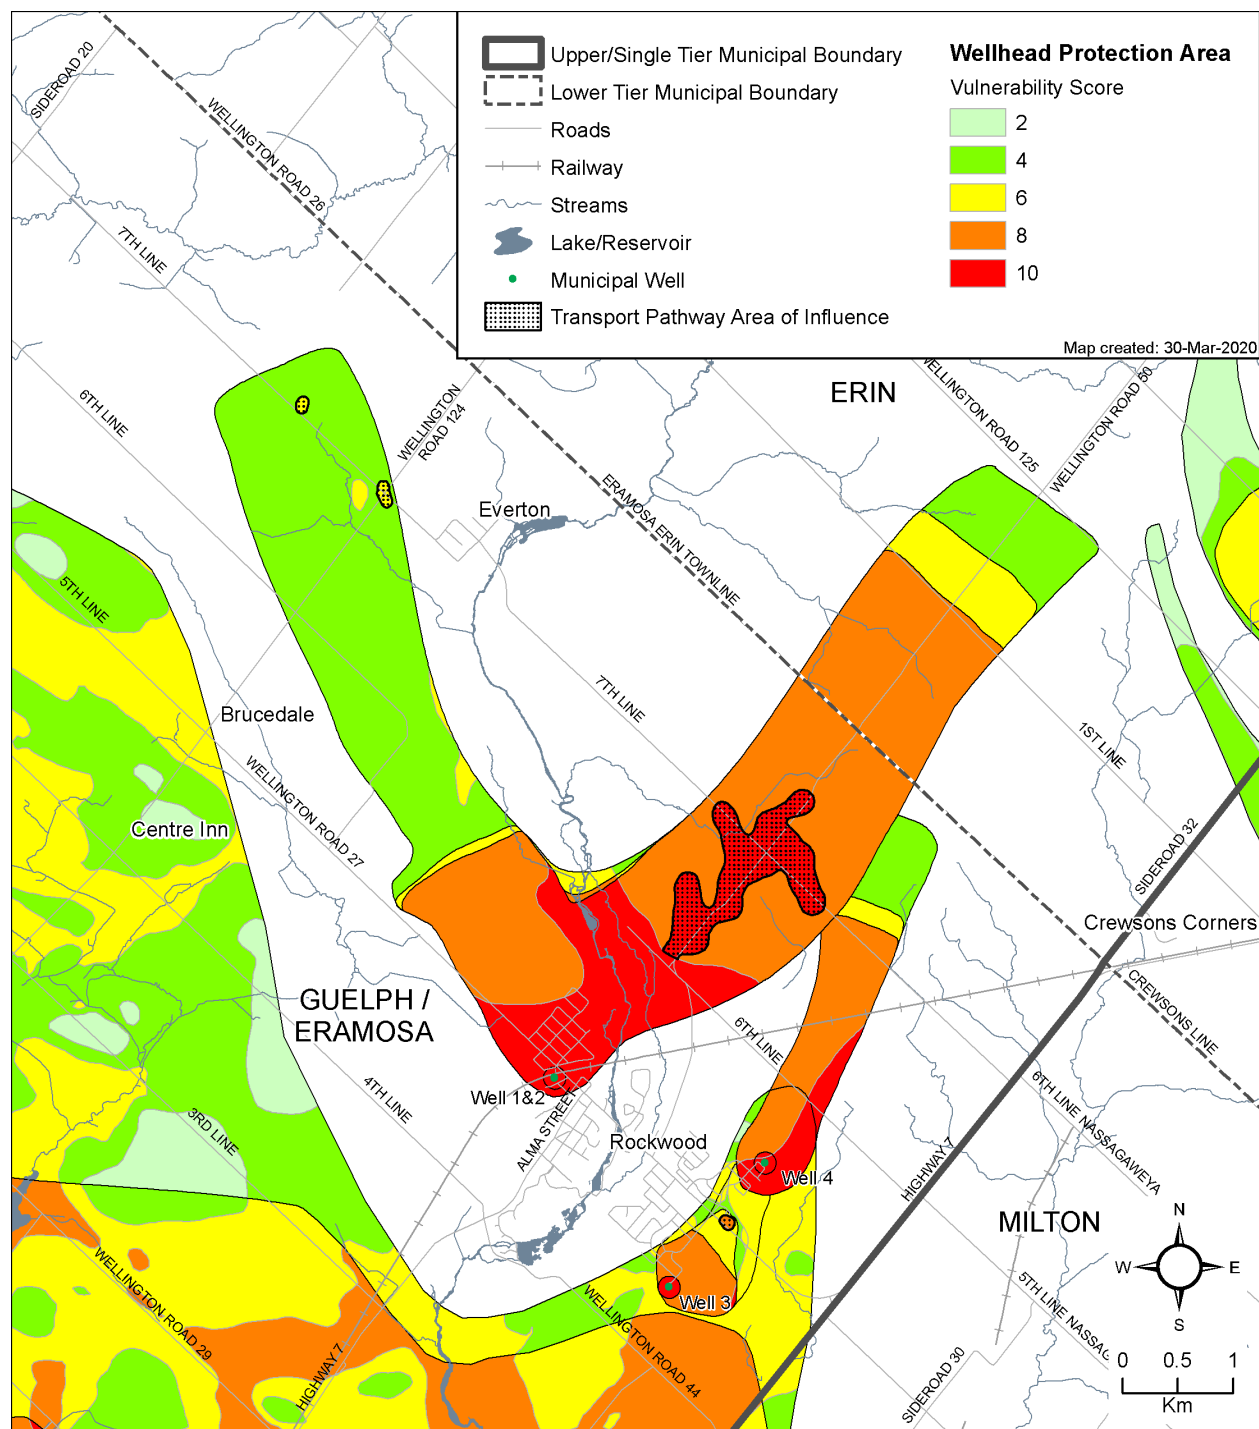 SIDEROAD 20
WELLINGTON ROAD 26
7TH LINE
6TH LINE
Upper/Single Tier Municipal Boundary
Lower Tier Municipal Boundary
Roads
Railway
Streams
Lake/Reservoir
Municipal Well
Transport Pathway Area of Influence
Wellhead Protection Area
Vulnerability Score
2
4
6
8
10
Map created: 30-Mar-2020
WELLINGTON
ROAD 124
ERIN
WELLINGTON ROAD 125
WELLINGTON ROAD 50
Everton
ERAMOSA ERIN TOWNLINE
5TH LINE
7TH LINE
Brucedale
1ST LINE
WELLINGTON ROAD 27
Centre Inn
SIDEROAD 32
Crewsons Corners
GUELPH /
ERAMOSA
CREWSONS LINE
6TH LINE
4TH LINE
3RD LINE
Well 1&2
ALMA STREET
Rockwood
6TH LINE NASSAGAWEYA
HIGHWAY 7
Well 4
MILTON
N
W
E
S
WELLINGTON ROAD 29
Well 3
WELLINGTON ROAD 44
5TH LINE NASSAG
HIGHWAY 7
SIDEROAD 30
0 0.5 1
Km